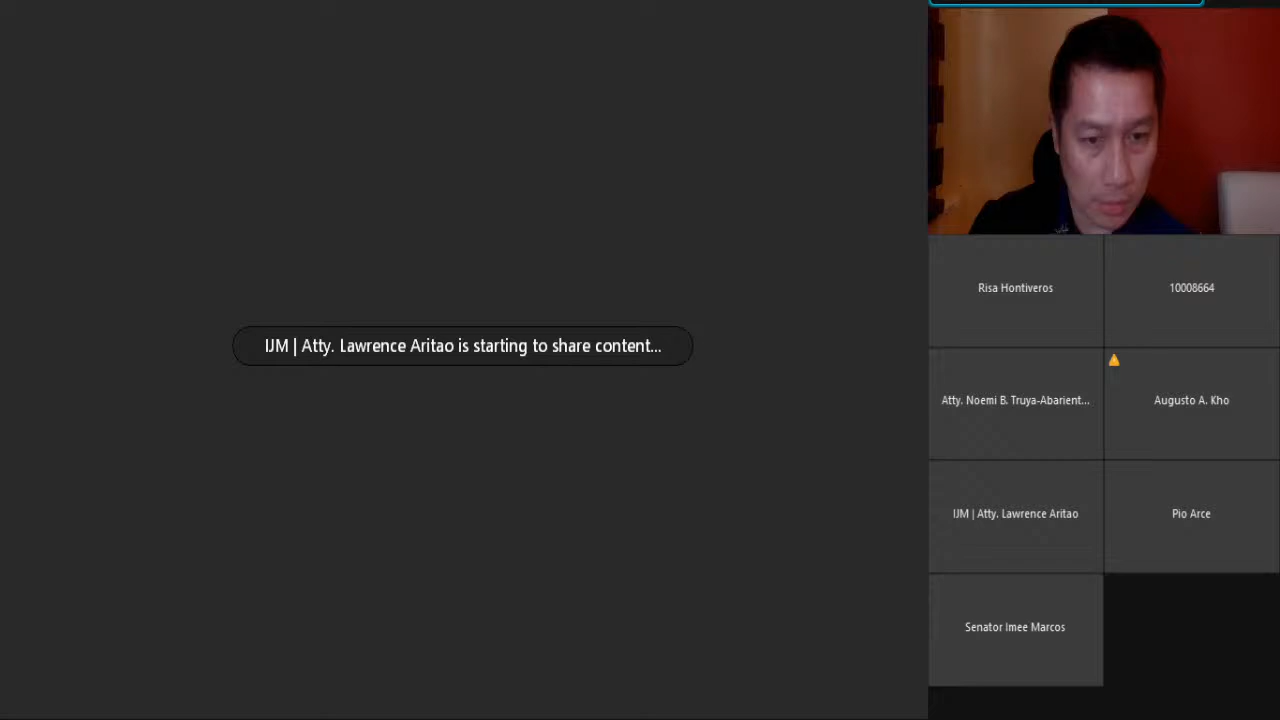 IJM | Atty. Lawrence Aritao is starting to share content...
Risa Hontiveros
10008664
Atty. Noemi B. Truya-Abarient...
Augusto A. Kho
IJM | Atty. Lawrence Aritao
Pio Arce
Senator Imee Marcos